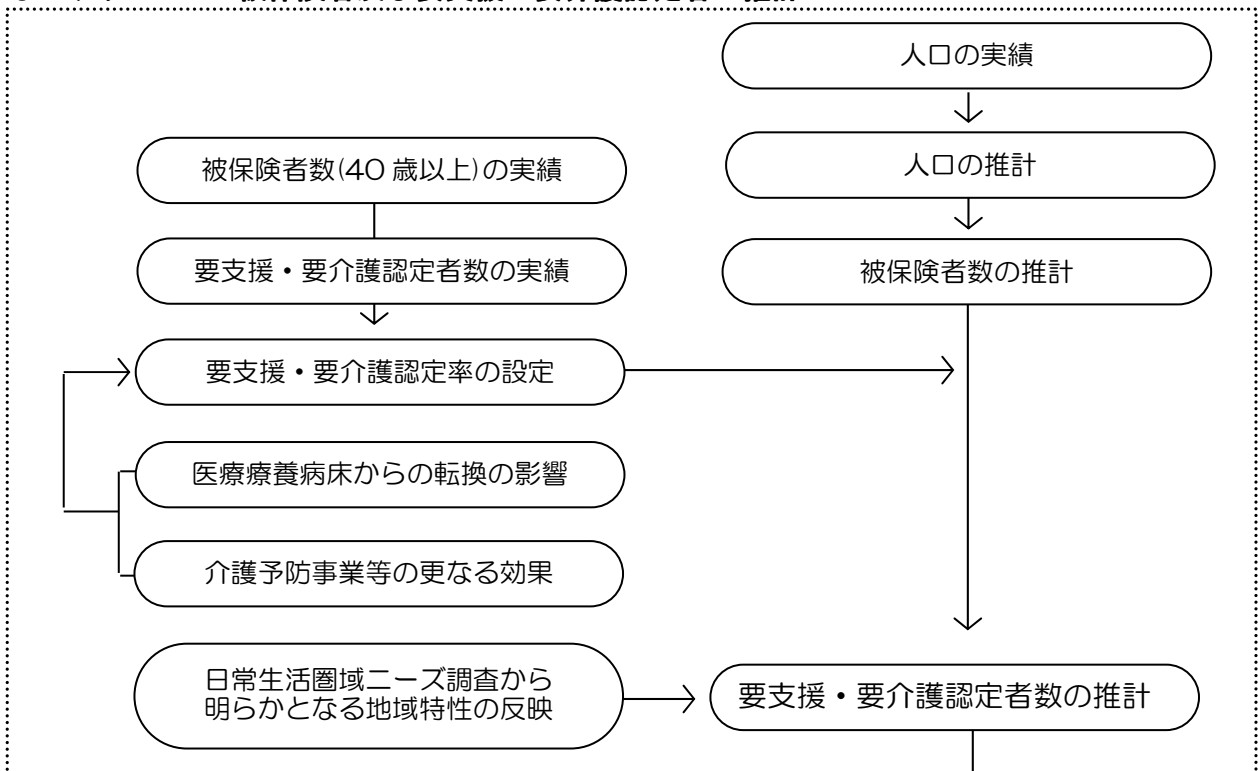 人口の実績
人口の推計
被保険者数の推計
被保険者数(40歳以上)の実績
要支援・要介護認定者数の実績
要支援・要介護認定率の設定
医療療養病床からの転換の影響
介護予防事業等の更なる効果
日常生活圏域ニーズ調査から
明らかとなる地域特性の反映
要支援・要介護認定者数の推計